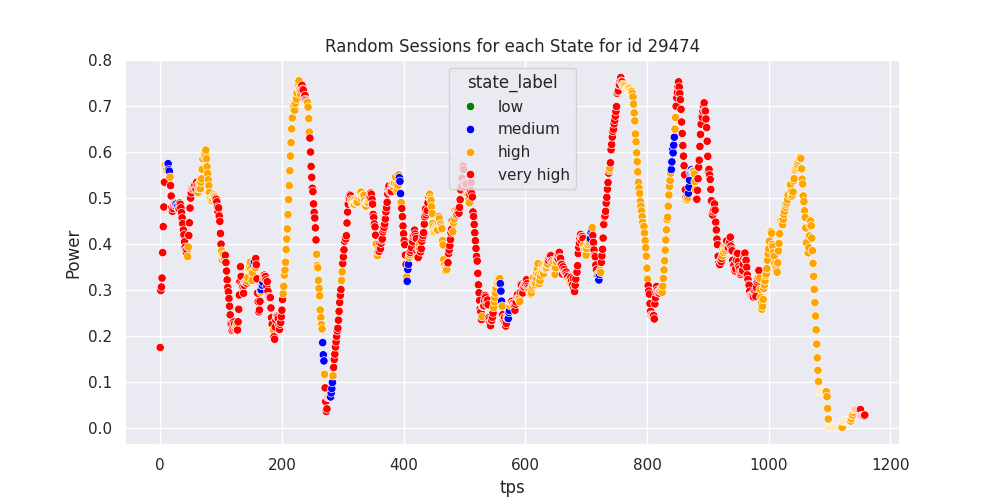 Random Sessions for each State for id 29474
0.8
0.7
0.6
0.5
0.4
0.3
0.2
0.1
0.0
Power
state_label
low
medium
high
very high
0 200 400 600 800 1000 1200
tps